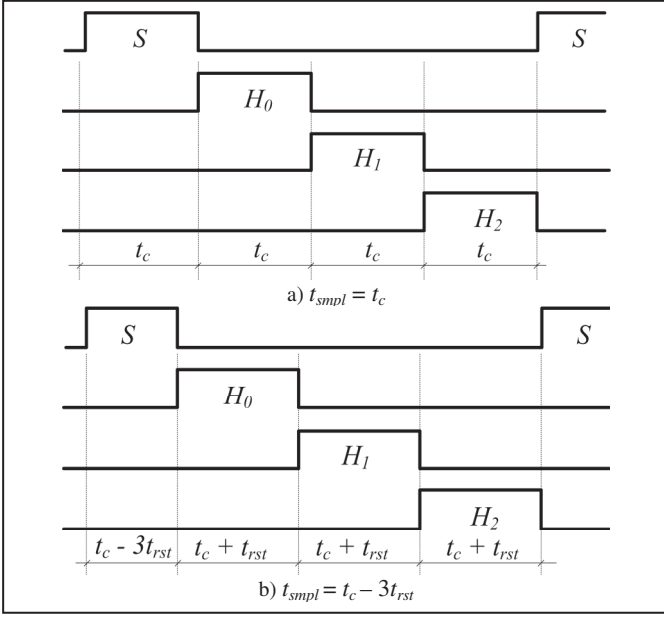 S S
H0
H1
H2
tc tc tc tc
a) tsmpl = tc
S S
H0
H1
H2
tc - 3trst tc + trst tc + trst tc + trst
b) tsmpl = tc – 3trst